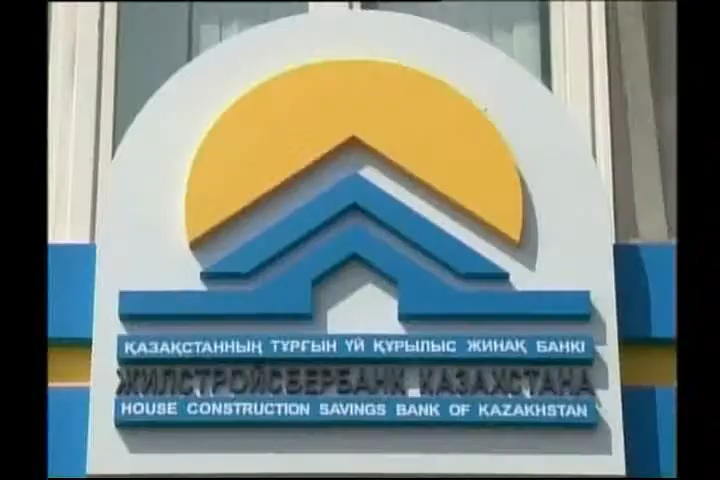 ҚАЗАҚСТАННЫҢ ТҰРҒЫН ҮЙ ҚҰРЫЛЫС ЖИНАҚ БАНКІ
ЖИЛСТРОЙСБЕРБАНК КАЗАХСТАНА
HOUSE CONSTRUCTION SAVINGS BANK OF KAZAKHSTAN